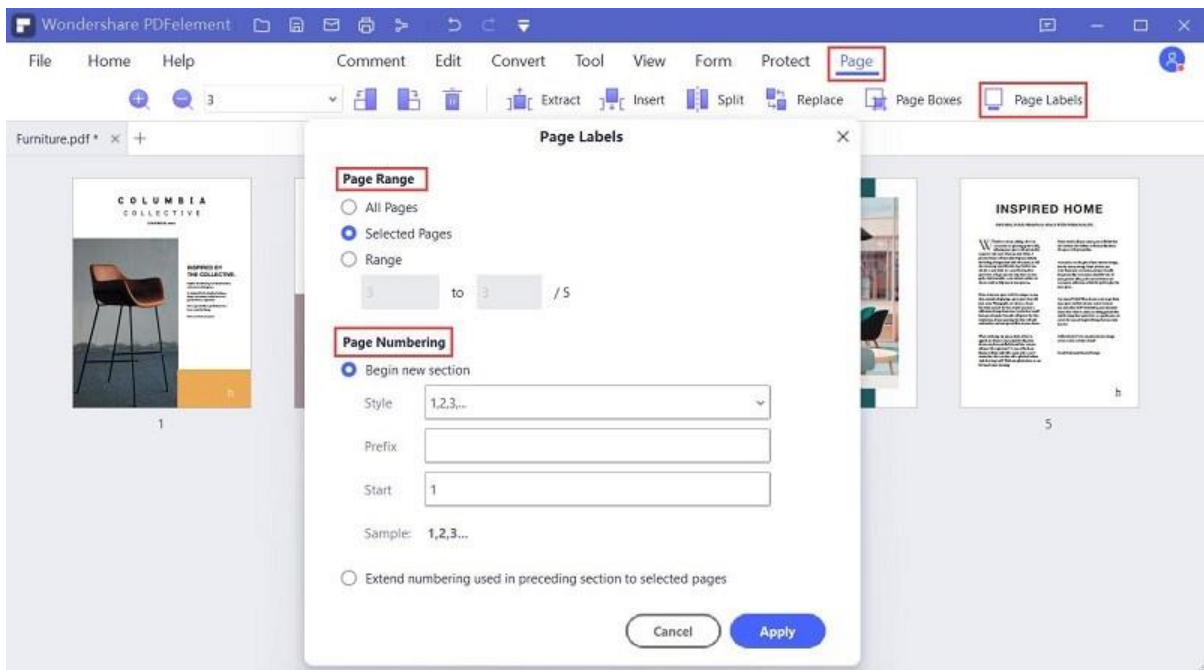 Wondershare PDFelement
File Home Help Comment Edit Convert Tool View Form Protect Page
3 Extract Insert Split Replace Page Boxes Page Labels
Furniture.pdf *
Page Labels
Page Range
All Pages
Selected Pages
Range
3 to 3 / 5
Page Numbering
Begin new section
Style 1,2,3,...
Prefix
Start 1
Sample: 1,2,3...
Extend numbering used in preceding section to selected pages
Cancel Apply
COLUMBIA
COLLECTIVE
INSPIRED BY
THE COLLECTIVE.
h
1
INSPIRED HOME
h
5